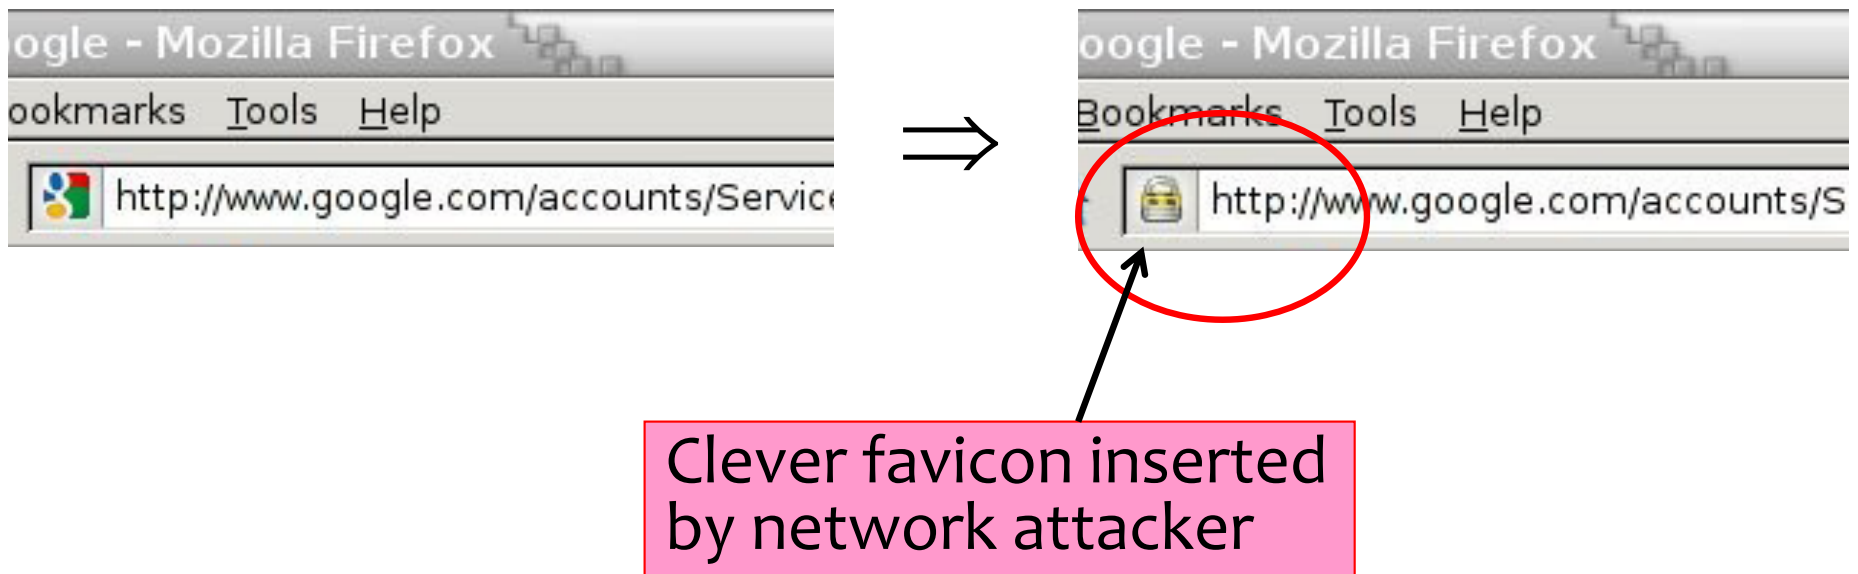 ogle - Mozilla Firefox
ookmarks Tools Help
http://www.google.com/accounts/Service
⇒
oogle - Mozilla Firefox
Bookmarks Tools Help
http://www.google.com/accounts/S
Clever favicon inserted
by network attacker